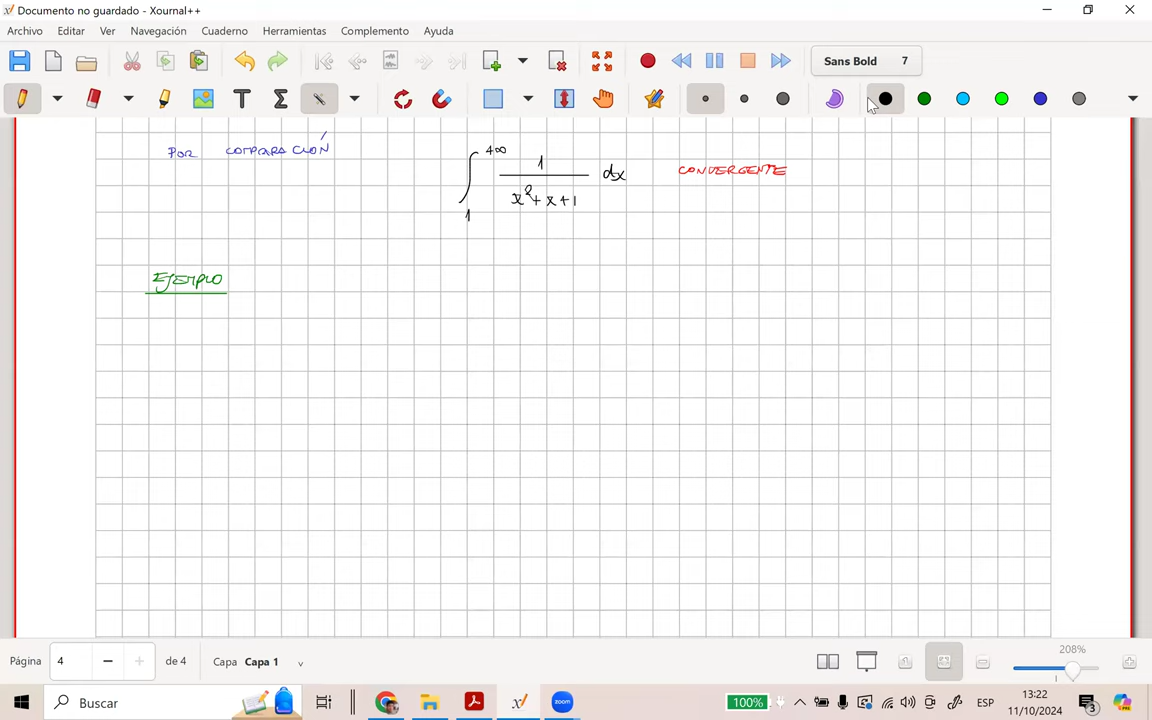 Documento no guardado - Xournal++
Archivo Editar Ver Navegación Cuaderno Herramientas Complemento Ayuda
Sans Bold 7
POR COMPARACIÓN
∫₁^{+∞} 1/(x²+x+1) dx CONVERGENTE
EJEMPLO
Página 4 de 4 Capa Capa 1 208%
Buscar 100% ESP 13:22
11/10/2024 3